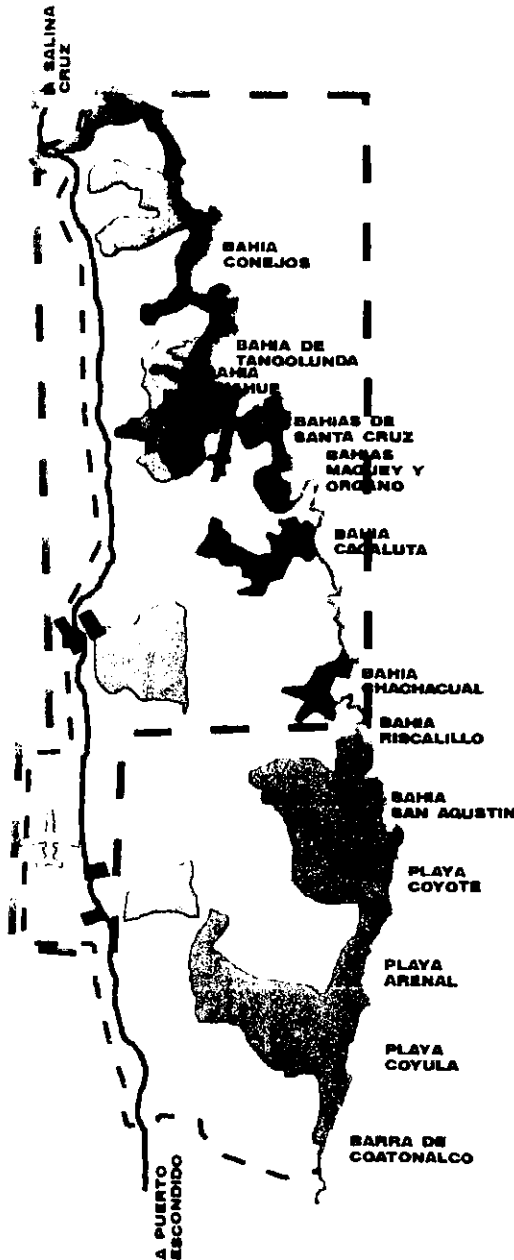 A SALINA
CRUZ
BAHIA
CONEJOS
BAHIA DE
TANGOLUNDA
BAHIAS DE
SANTA CRUZ
BAHIAS
MAGUEY Y
ORGANO
BAHIA
CACALUTA
BAHIA
CHACHACUAL
BAHIA
RISCALILLO
BAHIA
SAN AGUSTIN
PLAYA
COYOTE
PLAYA
ARENAL
PLAYA
COYULA
BARRA DE
COATONALCO
A PUERTO
ESCONDIDO